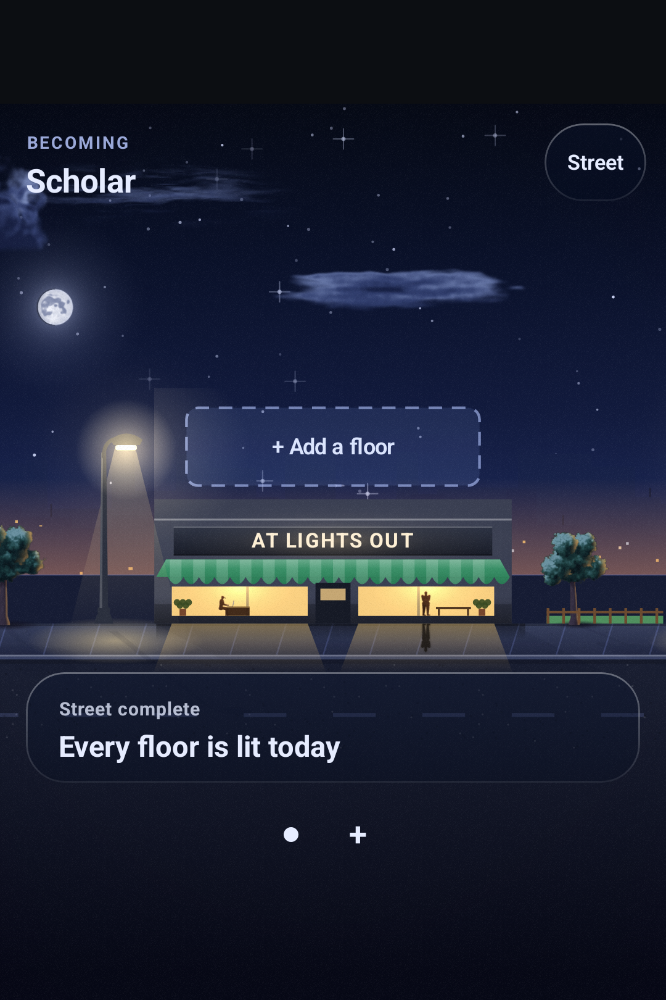 BECOMING
Scholar
Street
+ Add a floor
AT LIGHTS OUT
Street complete
Every floor is lit today
+